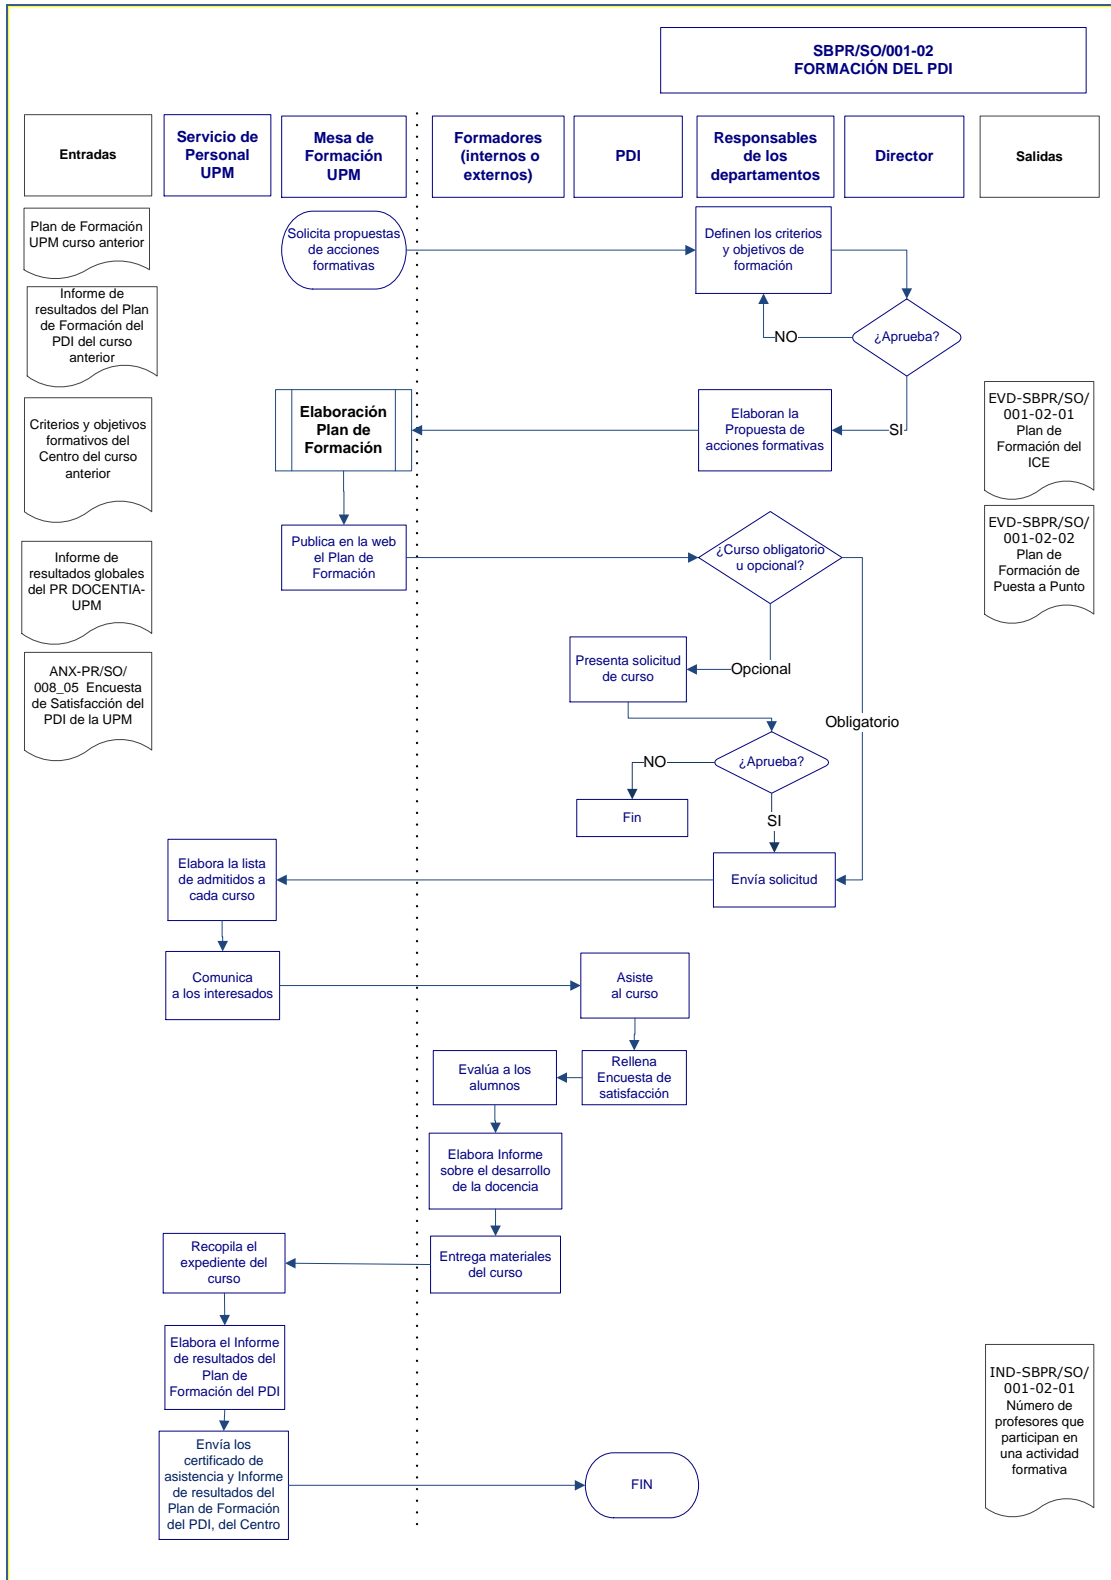 SBPR/SO/001-02
FORMACIÓN DEL PDI
Entradas
Servicio de
Personal
UPM
Mesa de
Formación
UPM
Formadores
(internos o
externos)
PDI
Responsables
de los
departamentos
Director
Salidas
Plan de Formación
UPM curso anterior
Solicita propuestas
de acciones
formativas
Definen los criterios
y objetivos de
formación
Informe de
resultados del Plan
de Formación del
PDI del curso
anterior
¿Aprueba?
NO
SI
Criterios y objetivos
formativos del
Centro del curso
anterior
Elaboración
Plan de
Formación
Elaboran la
Propuesta de
acciones formativas
EVD-SBPR/SO/
001-02-01
Plan de
Formación del
ICE
Informe de
resultados globales
del PR DOCENTIA-
UPM
Publica en la web
el Plan de
Formación
¿Curso obligatorio
u opcional?
EVD-SBPR/SO/
001-02-02
Plan de
Formación de
Puesta a Punto
ANX-PR/SO/
008_05 Encuesta
de Satisfacción del
PDI de la UPM
Presenta solicitud
de curso
Opcional
Obligatorio
¿Aprueba?
NO
Fin
SI
Elabora la lista
de admitidos a
cada curso
Envía solicitud
Comunica
a los interesados
Asiste
al curso
Evalúa a los
alumnos
Rellena
Encuesta de
satisfacción
Elabora Informe
sobre el desarrollo
de la docencia
Recopila el
expediente del
curso
Entrega materiales
del curso
Elabora el Informe
de resultados del
Plan de
Formación del PDI
IND-SBPR/SO/
001-02-01
Número de
profesores que
participan en
una actividad
formativa
Envía los
certificado de
asistencia y Informe
de resultados del
Plan de Formación
del PDI, del Centro
FIN